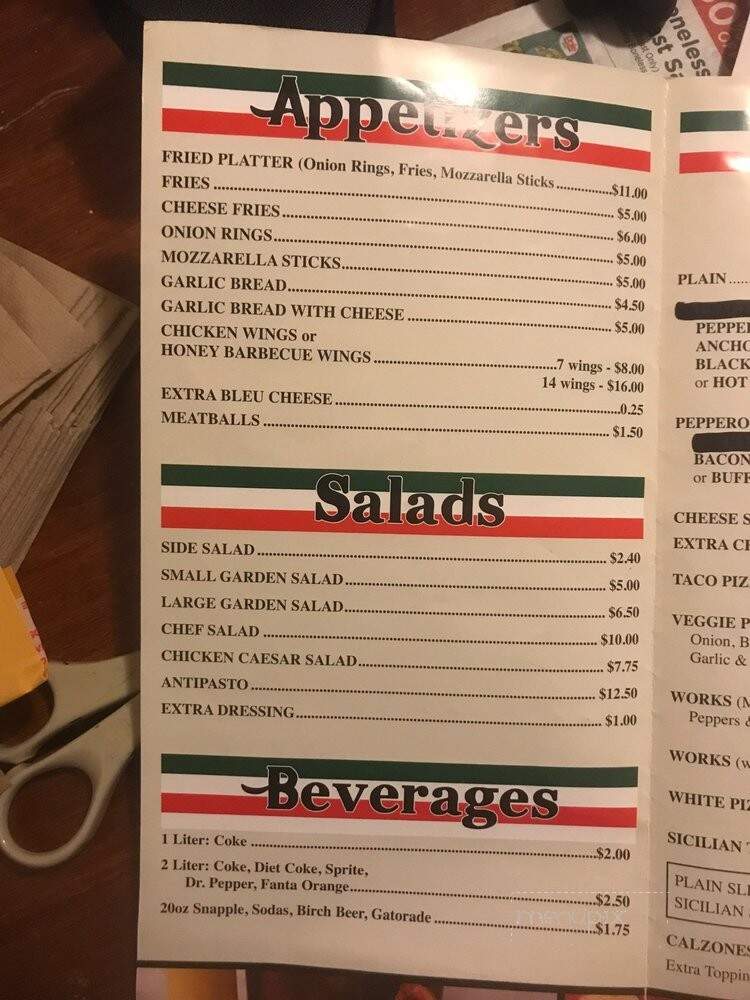 Appetizers
FRIED PLATTER (Onion Rings, Fries, Mozzarella Sticks.............$11.00
FRIES ............. $5.00
CHEESE FRIES............. $6.00
ONION RINGS............. $5.00
MOZZARELLA STICKS............. $5.00
GARLIC BREAD............. $4.50
GARLIC BREAD WITH CHEESE ............. $5.00
CHICKEN WINGS or
HONEY BARBECUE WINGS.............7 wings - $8.00
14 wings - $16.00
EXTRA BLEU CHEESE .............0.25
MEATBALLS ............. $1.50
Salads
SIDE SALAD ............. $2.40
SMALL GARDEN SALAD............. $5.00
LARGE GARDEN SALAD............. $6.50
CHEF SALAD ............. $10.00
CHICKEN CAESAR SALAD............. $7.75
ANTIPASTO ............. $12.50
EXTRA DRESSING............. $1.00
Beverages
1 Liter: Coke .............$2.00
2 Liter: Coke, Diet Coke, Sprite,
Dr. Pepper, Fanta Orange.............$2.50
20oz Snapple, Sodas, Birch Beer, Gatorade .............$1.75
PLAIN .....
PEPPE
ANCHO
BLACK
or HOT
PEPPERO
BACON
or BUFF
CHEESE S
EXTRA CH
TACO PIZ
VEGGIE P
Onion, B
Garlic &
WORKS (M
Peppers &
WORKS (w
WHITE PIZ
SICILIAN
PLAIN SLI
SICILIAN
CALZONES
Extra Toppin
menupix